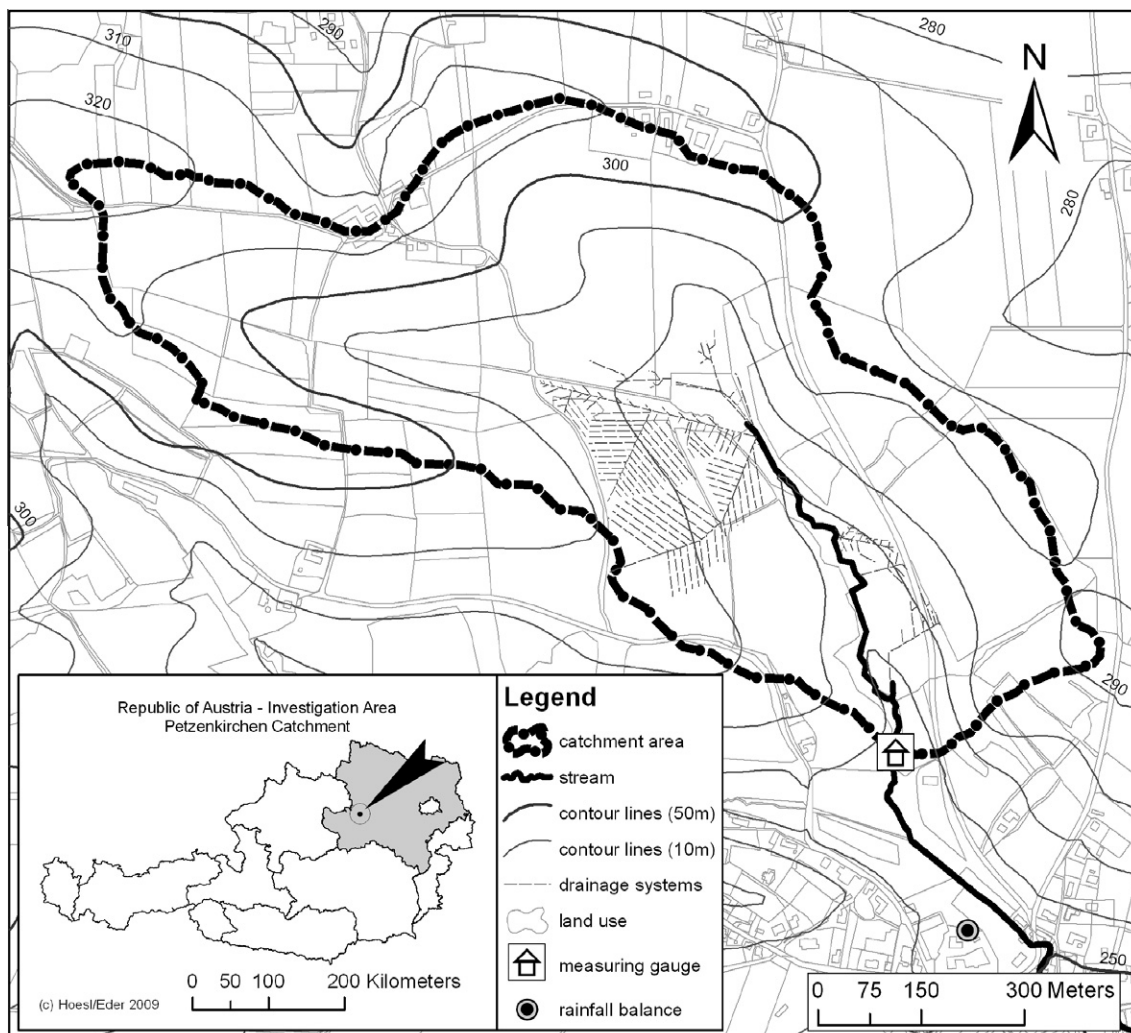 290
310
280
320
N
300
280
300
290
Republic of Austria - Investigation Area
Petzenkirchen Catchment
0 50 100 200 Kilometers
(c) Hoesl/Eder 2009
Legend
catchment area
stream
contour lines (50m)
contour lines (10m)
drainage systems
land use
measuring gauge
rainfall balance
250
0 75 150 300 Meters